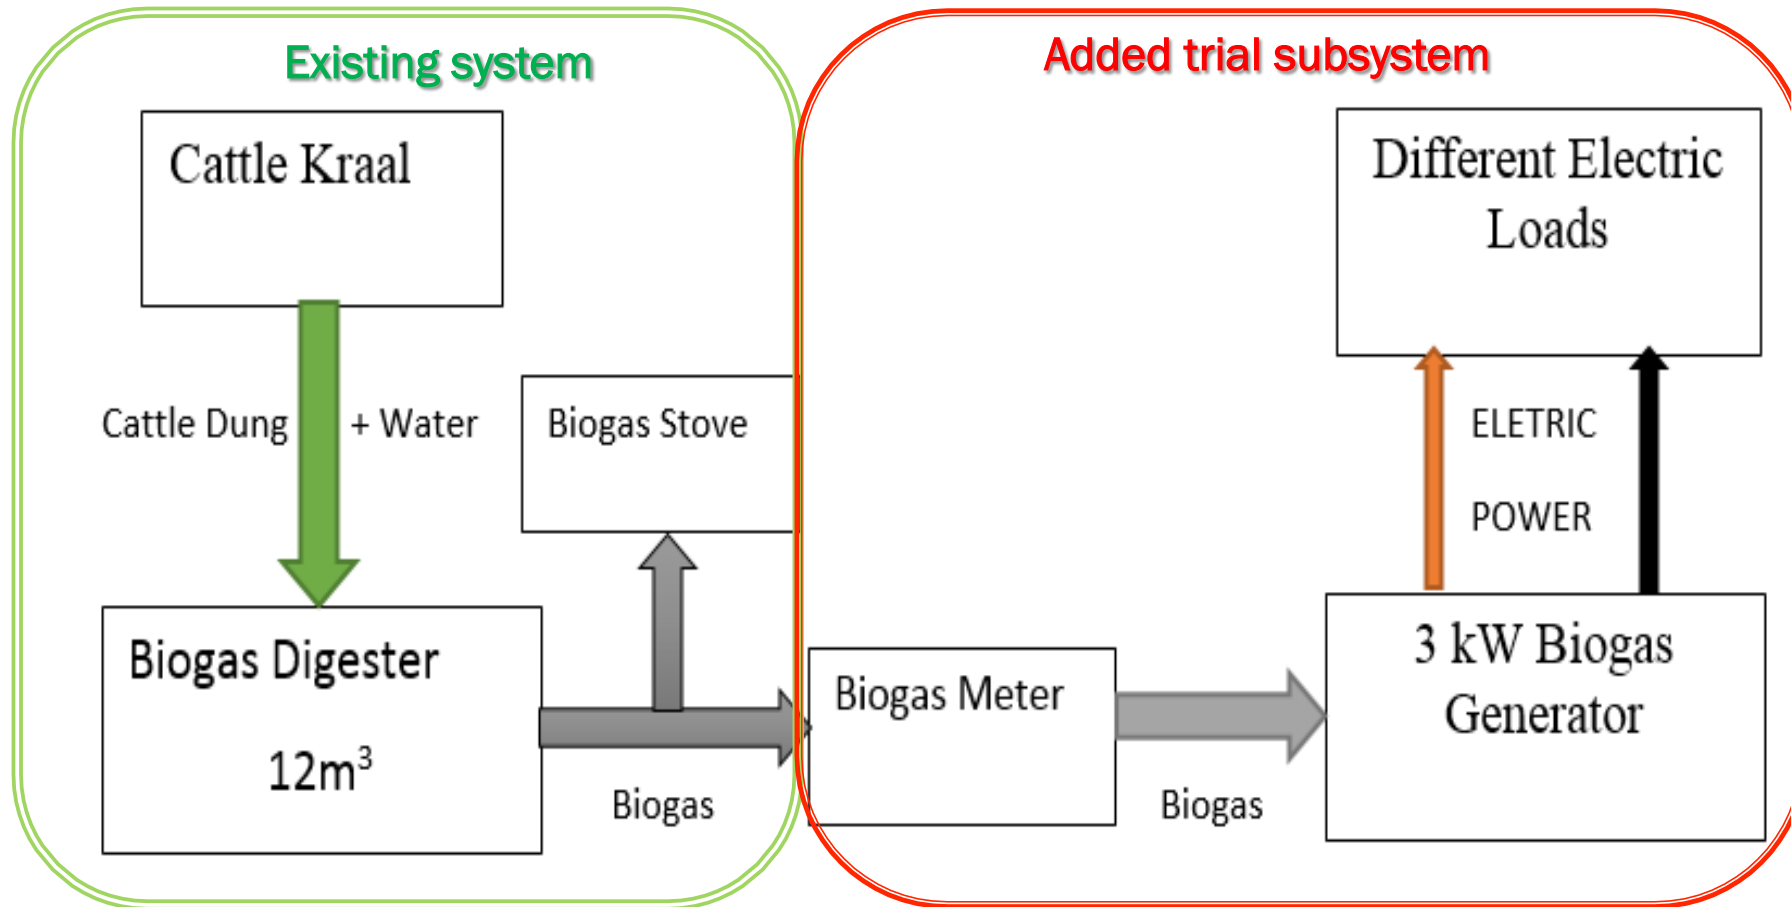 Existing system
Cattle Kraal
Cattle Dung + Water
Biogas Stove
Biogas Digester
12m³
Biogas
Added trial subsystem
Different Electric
Loads
ELETRIC
POWER
Biogas Meter
Biogas
3 kW Biogas
Generator